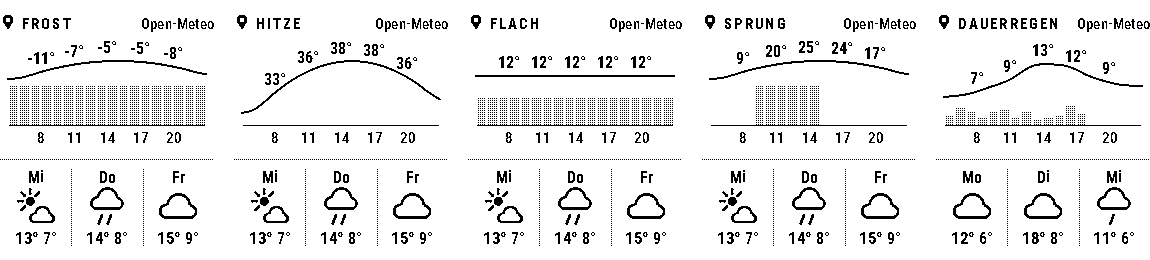 FROST Open-Meteo
-11° -7° -5° -5° -8°
8 11 14 17 20
Mi Do Fr
13° 7° 14° 8° 15° 9°
HITZE Open-Meteo
33° 36° 38° 38° 36°
8 11 14 17 20
Mi Do Fr
13° 7° 14° 8° 15° 9°
FLACH Open-Meteo
12° 12° 12° 12° 12°
8 11 14 17 20
Mi Do Fr
13° 7° 14° 8° 15° 9°
SPRUNG Open-Meteo
9° 20° 25° 24° 17°
8 11 14 17 20
Mi Do Fr
13° 7° 14° 8° 15° 9°
DAUERREGEN Open-Meteo
7° 9° 13° 12° 9°
8 11 14 17 20
Mo Di Mi
12° 6° 18° 8° 11° 6°